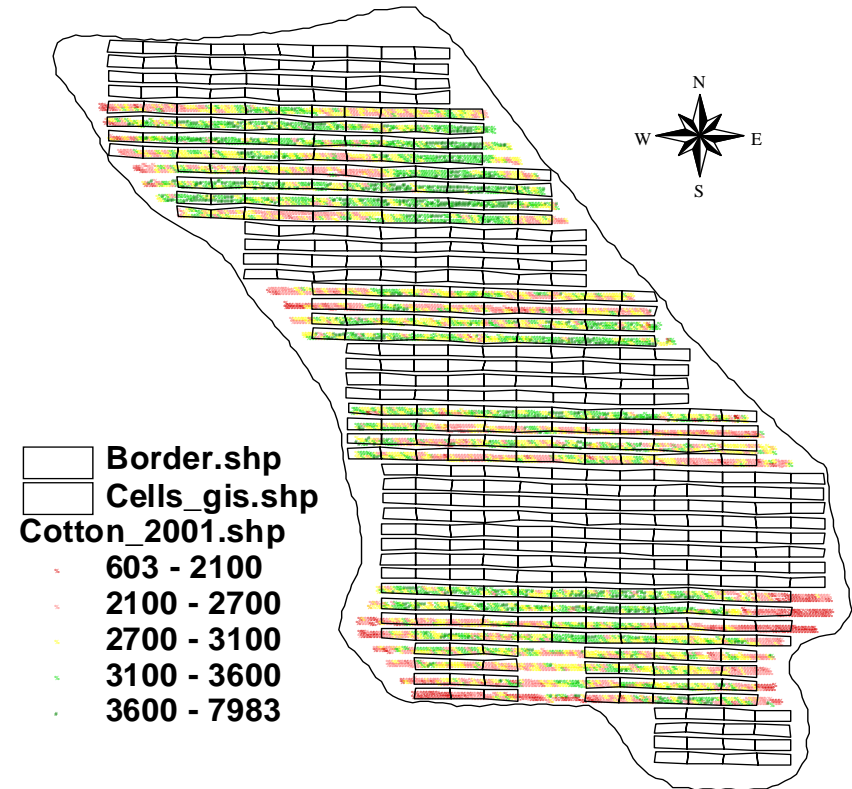 N
W E
S
Border.shp
Cells_gis.shp
Cotton_2001.shp
603 - 2100
2100 - 2700
2700 - 3100
3100 - 3600
3600 - 7983